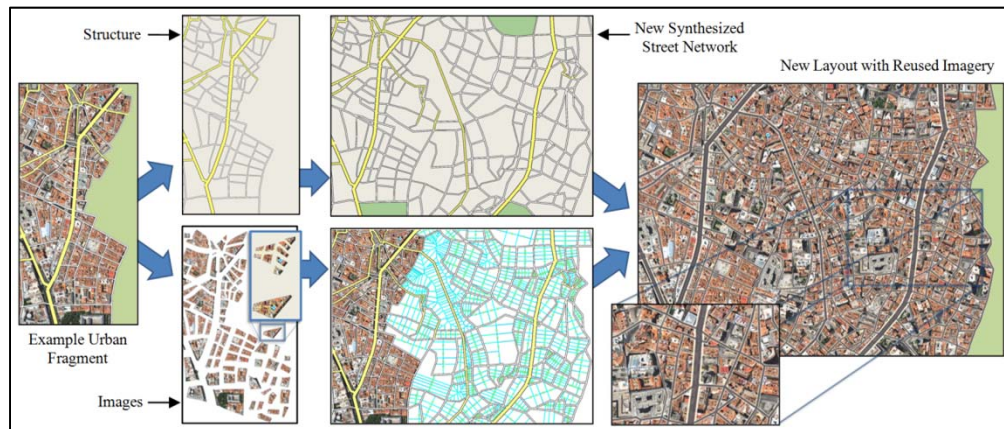 Structure
New Synthesized
Street Network
New Layout with Reused Imagery
Example Urban
Fragment
Images